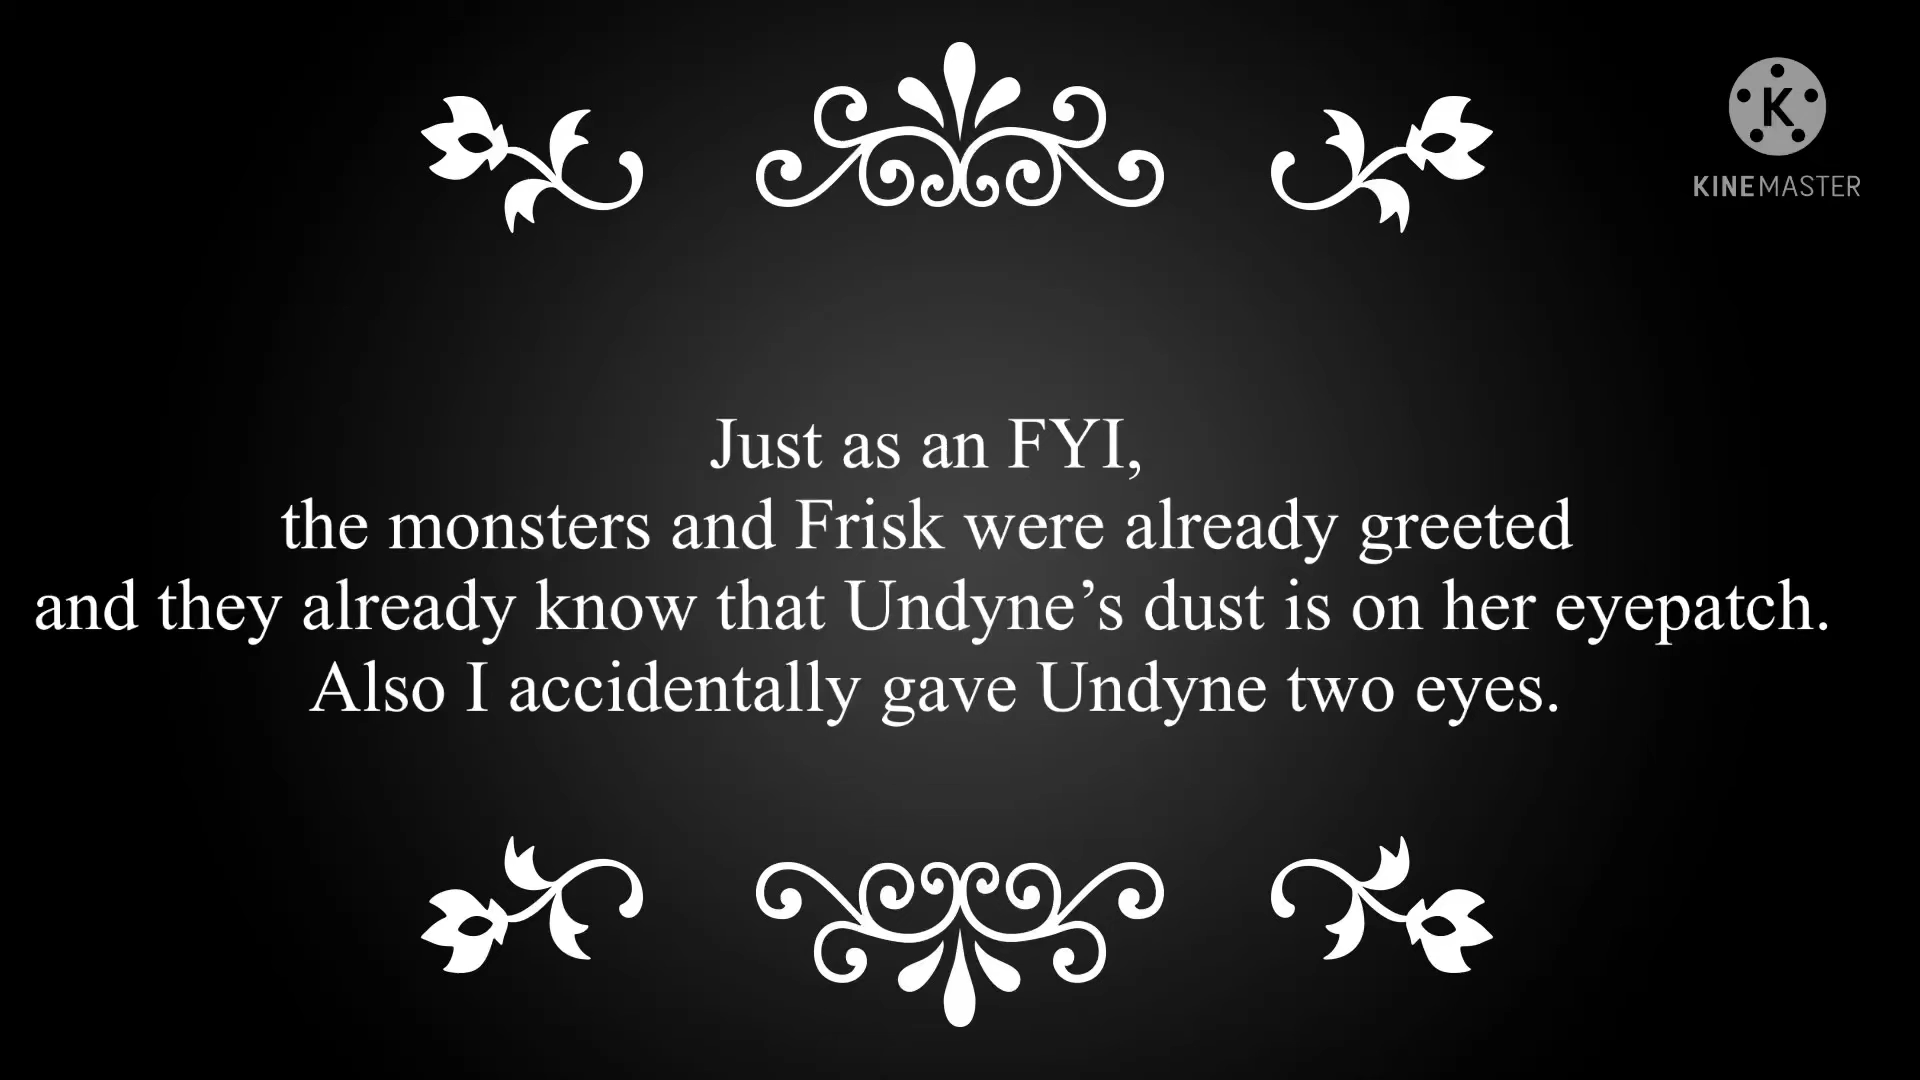 K
KINEMASTER
Just as an FYI,
the monsters and Frisk were already greeted
and they already know that Undyne’s dust is on her eyepatch.
Also I accidentally gave Undyne two eyes.